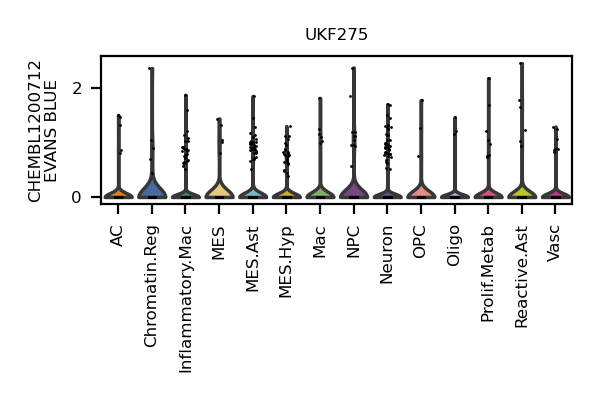 UKF275
CHEMBL1200712
EVANS BLUE
2
0
AC
Chromatin.Reg
Inflammatory.Mac
MES
MES.Ast
MES.Hyp
Mac
NPC
Neuron
OPC
Oligo
Prolif.Metab
Reactive.Ast
Vasc